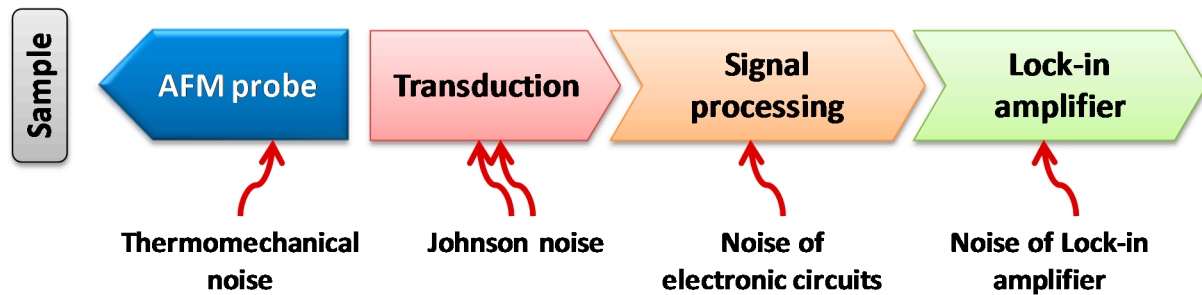 Sample
AFM probe
Transduction
Signal
processing
Lock-in
amplifier
Thermomechanical
noise
Johnson noise
Noise of
electronic circuits
Noise of Lock-in
amplifier